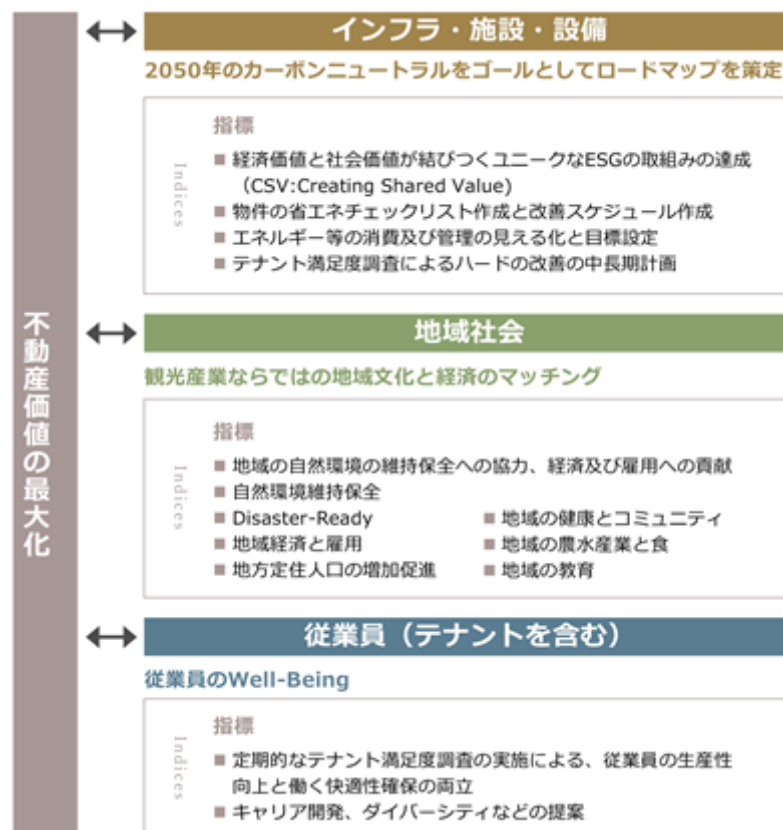 不動産価値の最大化
インフラ・施設・設備
2050年のカーボンニュートラルをゴールとしてロードマップを策定
Indices
指標
■ 経済価値と社会価値が結びつくユニークなESGの取組みの達成
（CSV:Creating Shared Value)
■ 物件の省エネチェックリスト作成と改善スケジュール作成
■ エネルギー等の消費及び管理の見える化と目標設定
■ テナント満足度調査によるハードの改善の中長期計画
地域社会
観光産業ならではの地域文化と経済のマッチング
Indices
指標
■ 地域の自然環境の維持保全への協力、経済及び雇用への貢献
■ 自然環境維持保全
■ Disaster-Ready ■ 地域の健康とコミュニティ
■ 地域経済と雇用 ■ 地域の農水産業と食
■ 地方定住人口の増加促進 ■ 地域の教育
従業員（テナントを含む）
従業員のWell-Being
Indices
指標
■ 定期的なテナント満足度調査の実施による、従業員の生産性
向上と働く快適性確保の両立
■ キャリア開発、ダイバーシティなどの提案